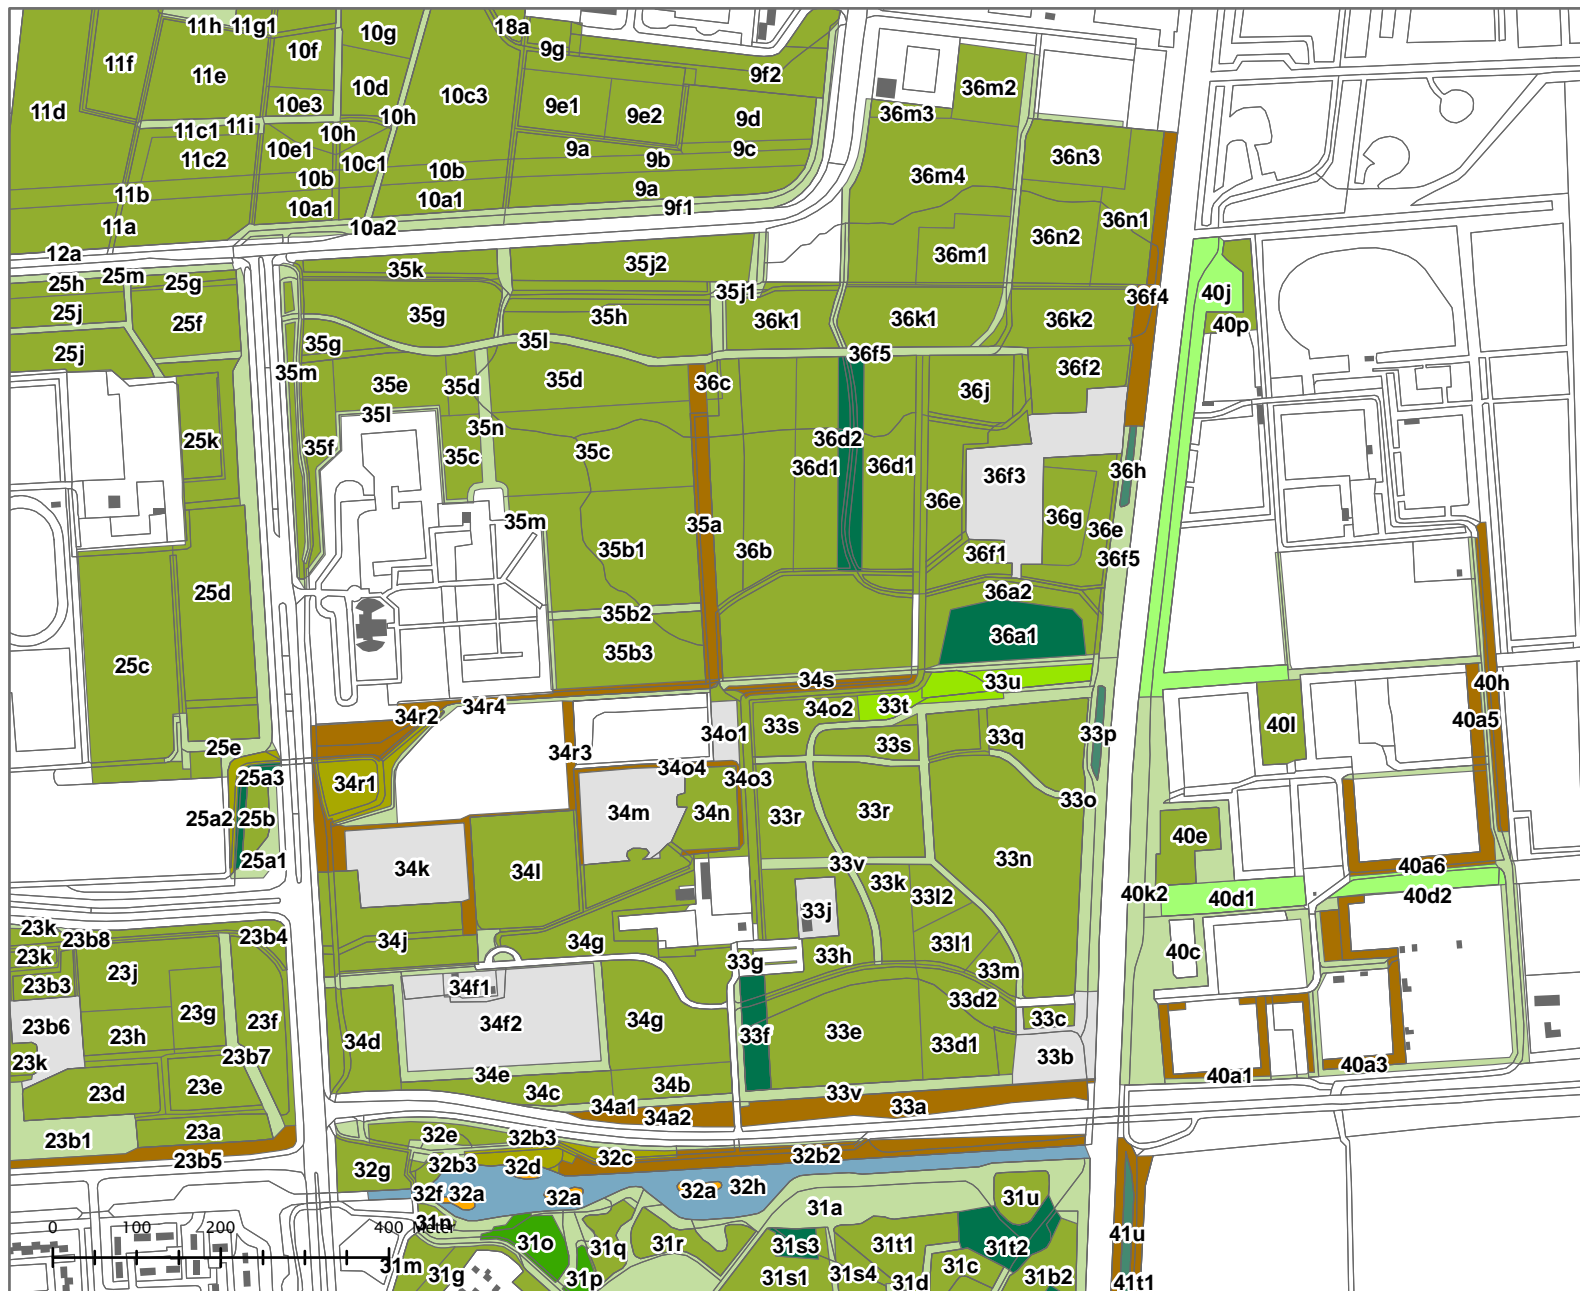 11h 11g1 10g 18a
11f 10f 9g
11e 10d 10c3 9f2 36m2
11d 10e3 10h 9e1 9e2 9d 36m3
11c1 11i 10h
11c2 10e1 10c1 9a 9b 9c 36n3
10b 10b 36m4
11b 10a1 10a1 9a 9f1 36n1
11a 10a2 36n2
12a 36m1
25h 25m 25g 35k 35j2
25j 25f 35g 35h 35j1 36k1 36k1 36k2 36f4 40j
40p
25j 35g 35l 36f5
35m 35e 35d 35d 36c 36j 36f2
35l
25k 35f 35n 35c 35c 36d2 36d1 36d1 36f3 36h
36e 36g 36e
35m 35a
35b1 36b 36f1 36f5
25d 36a2
35b2 36a1
25c 35b3
34s 33u 40h
34r2 34r4 34o2 33t
33s 40l 40a5
25e 34r3 34o1 33s 33q 33p
25a3 34r1 34o4 34o3
33o
25a2 25b 34m 34n 33r 33r
40e
25a1 34k 34l 33v 33n 40a6
33k 33l2 40k2 40d1 40d2
33j
23k 23b8 23b4 34j 34g 33l1
23k 23j 33g 33h 33m 40c
23b3 34f1
23b6 23g 23f 34f2 34g 33d2
23h 34d 33f 33e 33c
23k 23b7 33d1 33b
23d 23e 34e 34b 33v 40a1 40a3
34c 34a1 33a
34a2
23b1 23a 32e 32b3
23b5 32g 32b3 32d 32c 32b2
32f 32a 32a 32a 32h 31u
31a
31n
0 100 200 400 Meter
31o 31q 31r 31s3 31t1 31t2 41u
31m 31g 31p 31s1 31s4 31d 31c 31b2 41t1